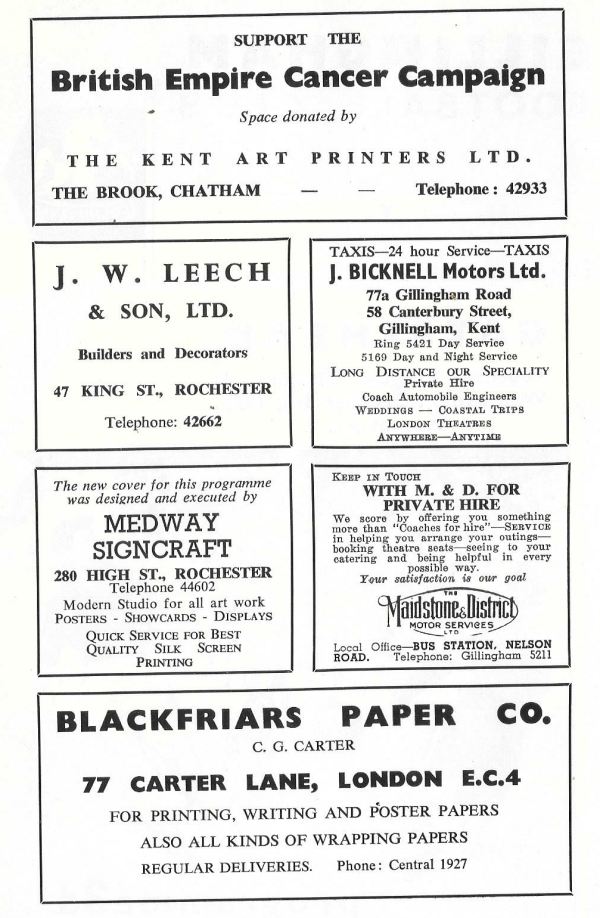 SUPPORT THE
British Empire Cancer Campaign
Space donated by
THE KENT ART PRINTERS LTD.
THE BROOK, CHATHAM — — Telephone: 42933
J. W. LEECH
& SON, LTD.
Builders and Decorators
47 KING ST., ROCHESTER
Telephone: 42662
TAXIS—24 hour Service—TAXIS
J. BICKNELL Motors Ltd.
77a Gillingham Road
58 Canterbury Street,
Gillingham, Kent
Ring 5421 Day Service
5169 Day and Night Service
LONG DISTANCE OUR SPECIALITY
Private Hire
Coach Automobile Engineers
WEDDINGS — COASTAL TRIPS
LONDON THEATRES
ANYWHERE—ANYTIME
The new cover for this programme
was designed and executed by
MEDWAY
SIGNCRAFT
280 HIGH ST., ROCHESTER
Telephone 44602
Modern Studio for all art work
POSTERS - SHOWCARDS - DISPLAYS
QUICK SERVICE FOR BEST
QUALITY SILK SCREEN
PRINTING
KEEP IN TOUCH
WITH M. & D. FOR
PRIVATE HIRE
We score by offering you something
more than "Coaches for hire"—SERVICE
in helping you arrange your outings—
booking theatre seats—seeing to your
catering and being helpful in every
possible way.
Your satisfaction is our goal
THE
Maidstone & District
MOTOR SERVICES
LTD
Local Office—BUS STATION, NELSON
ROAD. Telephone: Gillingham 5211
BLACKFRIARS PAPER CO.
C. G. CARTER
77 CARTER LANE, LONDON E.C.4
FOR PRINTING, WRITING AND POSTER PAPERS
ALSO ALL KINDS OF WRAPPING PAPERS
REGULAR DELIVERIES. Phone: Central 1927